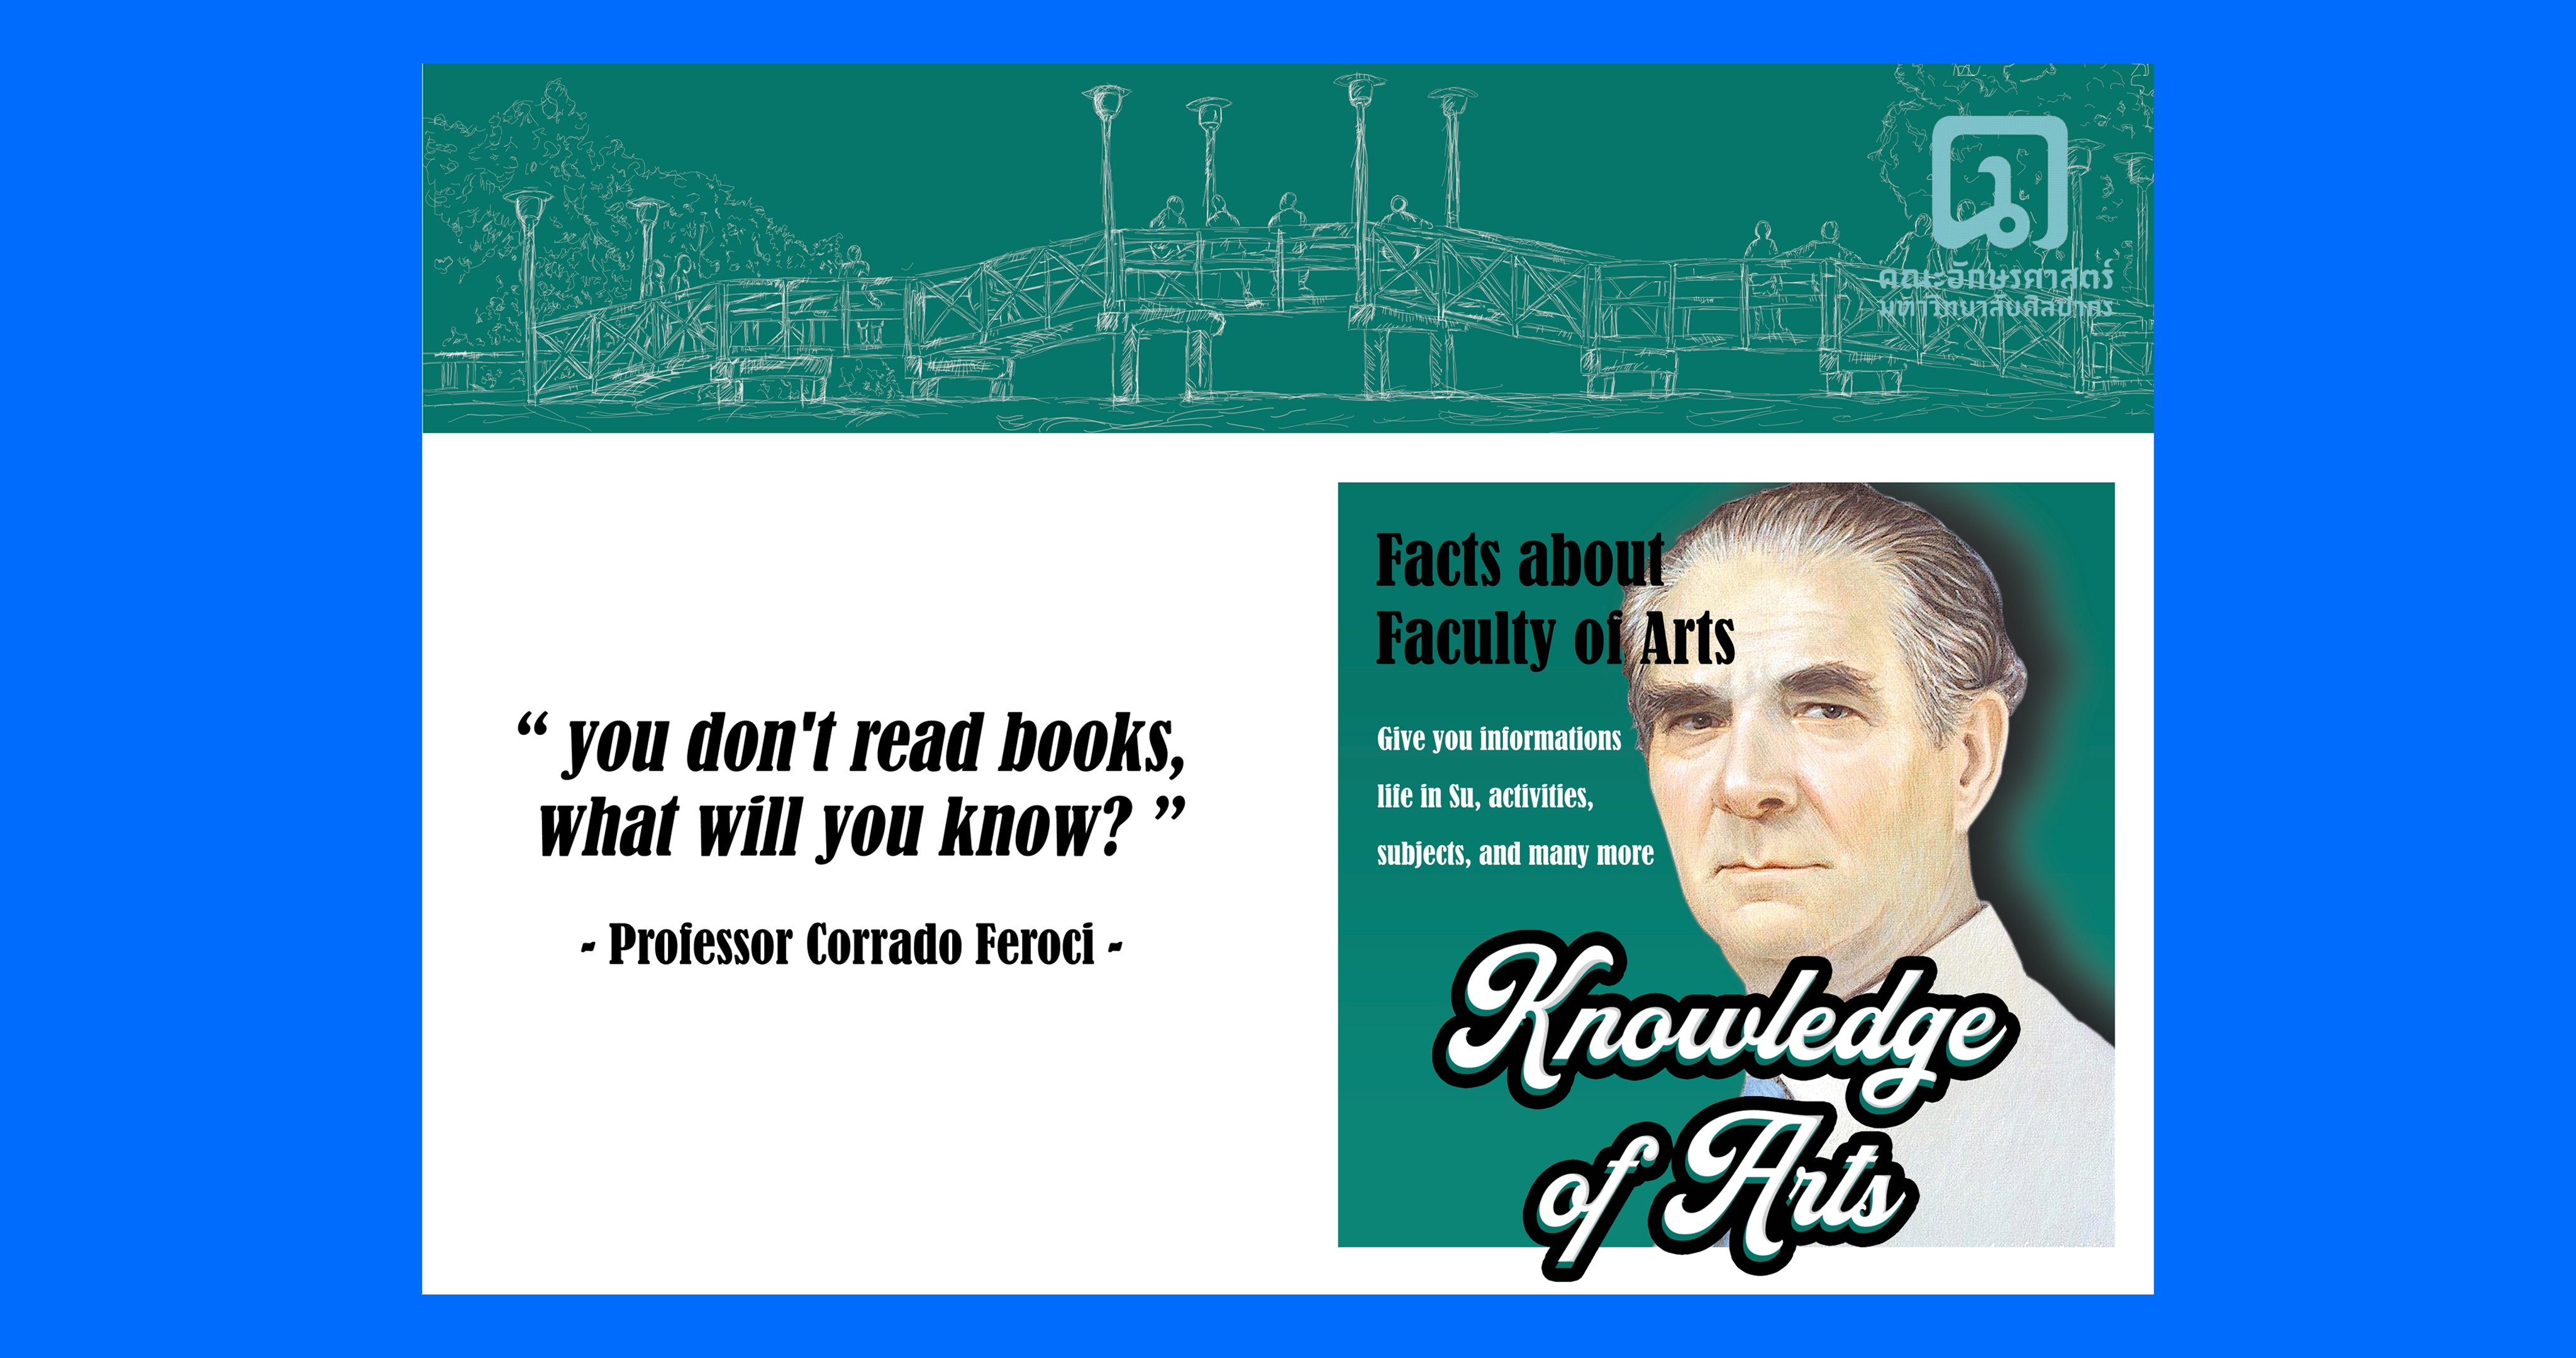 คณะอักษรศาสตร์
มหาวิทยาลัยศิลปากร
“ you don't read books,
what will you know? ”
- Professor Corrado Feroci -
Facts about
Faculty of Arts
Give you informations
life in Su, activities,
subjects, and many more
Knowledge
of Arts